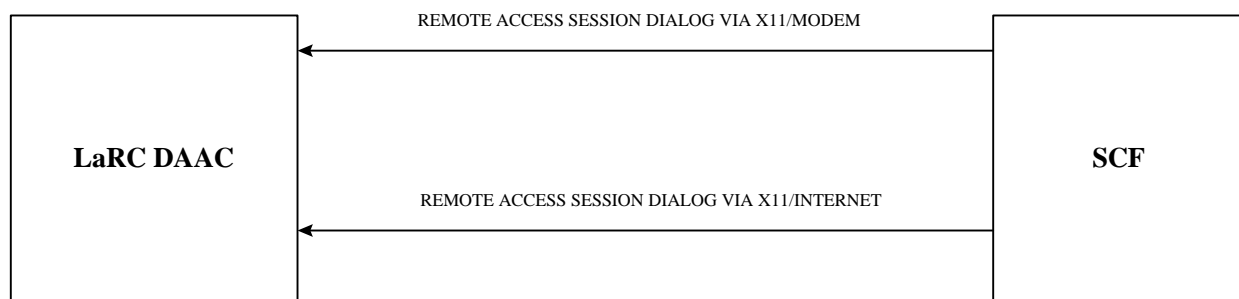 REMOTE ACCESS SESSION DIALOG VIA X11/MODEM
LaRC DAAC
SCF
REMOTE ACCESS SESSION DIALOG VIA X11/INTERNET